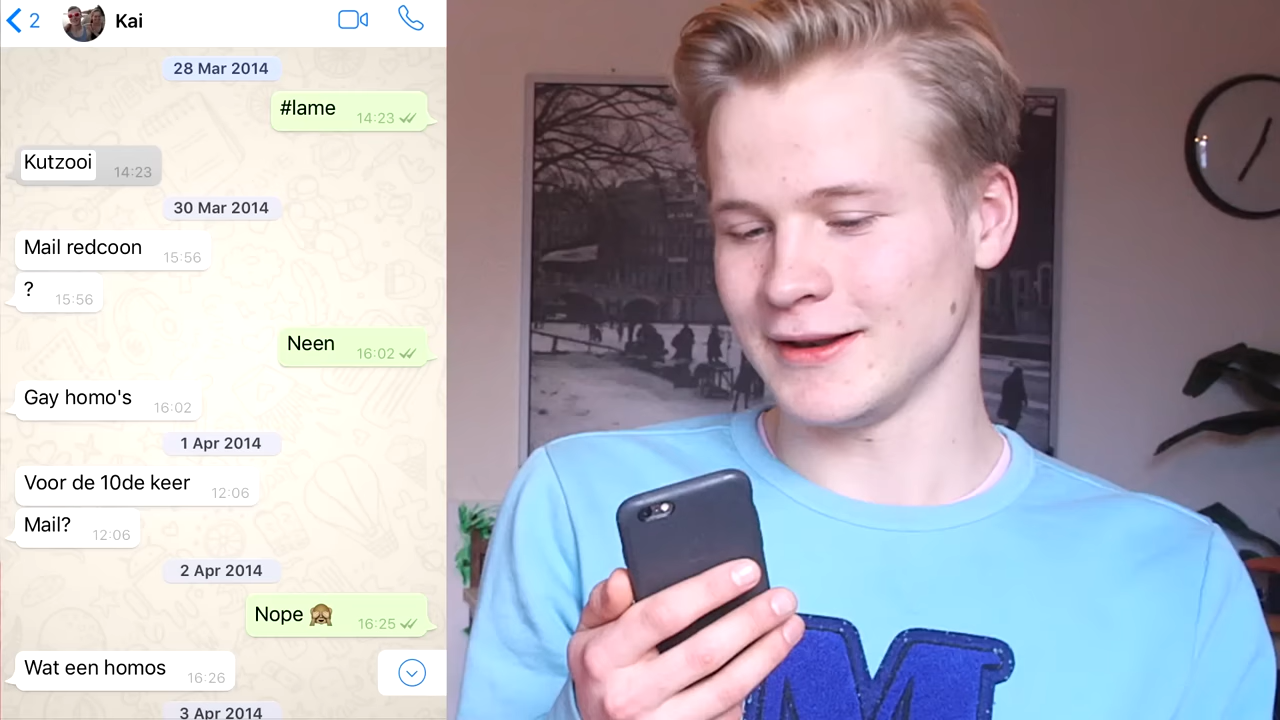 2
Kai
28 Mar 2014
#lame 14:23
Kutzooi 14:23
30 Mar 2014
Mail redcoon 15:56
? 15:56
Neen 16:02
Gay homo's 16:02
1 Apr 2014
Voor de 10de keer 12:06
Mail? 12:06
2 Apr 2014
Nope 🙈 16:25
Wat een homos 16:26
3 Apr 2014
M